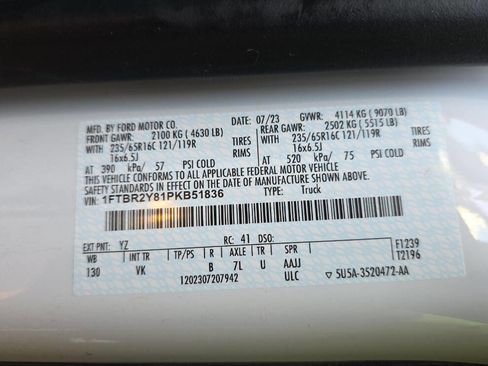 MFD. BY FORD MOTOR CO. DATE: 07/23 GVWR: 4114 KG (9070 LB)
FRONT GAWR: 2100 KG (4630 LB) REAR GAWR: 2502 KG (5515 LB)
WITH 235/65R16C 121/119R TIRES WITH 235/65R16C 121/119R TIRES
16x6.5J RIMS 16x6.5J RIMS
AT 390 kPa/ 57 PSI COLD AT 520 kPa/ 75 PSI COLD
THIS VEHICLE CONFORMS TO ALL APPLICABLE FEDERAL MOTOR VEHICLE
SAFETY STANDARDS IN EFFECT ON THE DATE OF MANUFACTURE SHOWN ABOVE.
VIN: 1FTBR2Y81PKB51836 TYPE: Truck
EXT PNT: YZ RC: 41 DSO:
WB INT TR TP/PS R AXLE TR SPR F1239
130 VK B 7L U AAJJ T2196
1202307207942 ULC ▽ 5U5A-3520472-AA